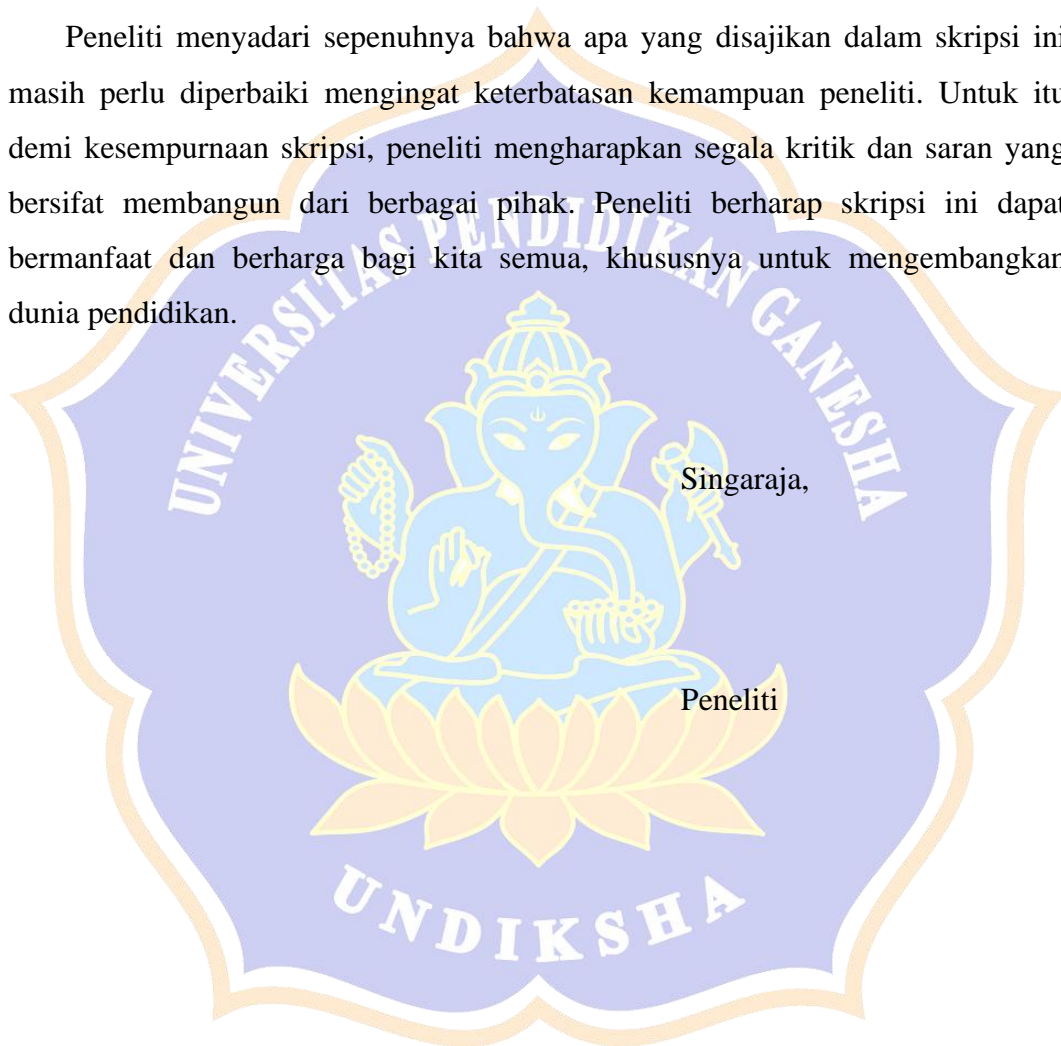 Peneliti menyadari sepenuhnya bahwa apa yang disajikan dalam skripsi ini
masih perlu diperbaiki mengingat keterbatasan kemampuan peneliti. Untuk itu
demi kesempurnaan skripsi, peneliti mengharapkan segala kritik dan saran yang
bersifat membangun dari berbagai pihak. Peneliti berharap skripsi ini dapat
bermanfaat dan berharga bagi kita semua, khususnya untuk mengembangkan
dunia pendidikan.
UNIVERSITAS PENDIDIKAN GANESHA
Singaraja,
Peneliti
UNDIKSHA